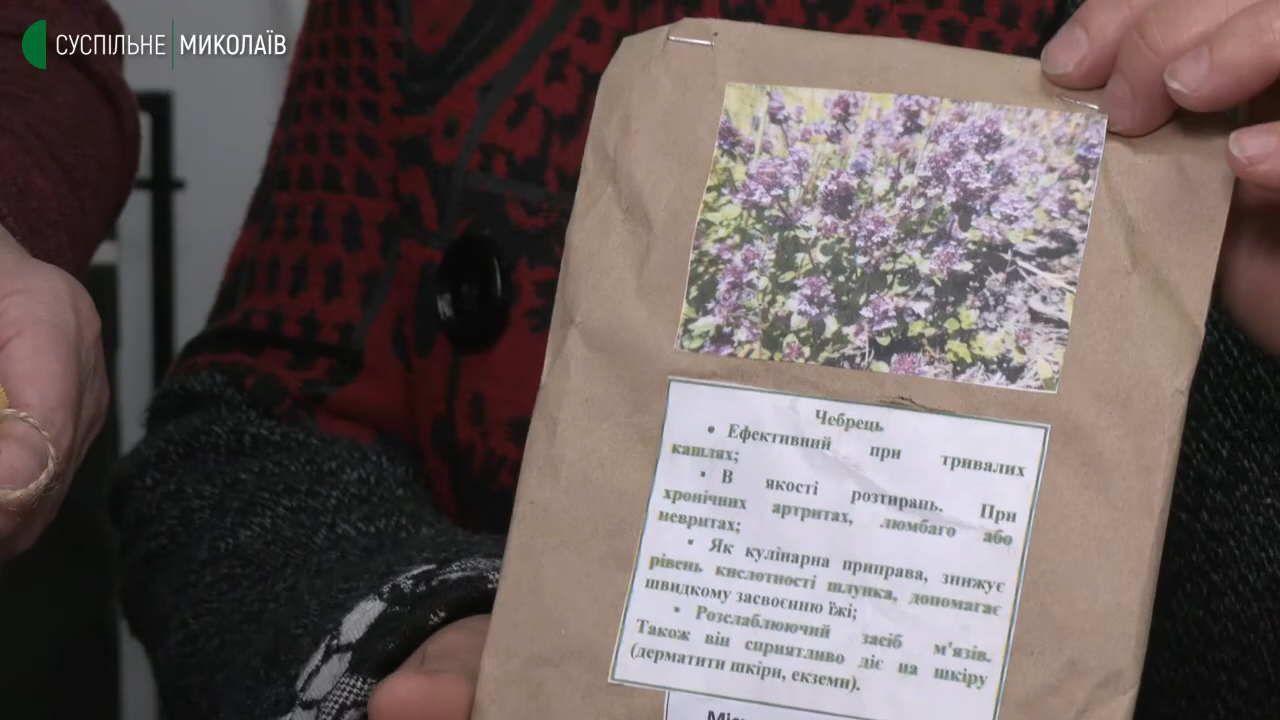 СУСПІЛЬНЕ МИКОЛАЇВ
Чебрець
• Ефективний при тривалих
кашлях;
• В якості розтирань. При
хронічних артритах, люмбаго або
невритах;
• Як кулінарна приправа, знижує
рівень кислотності шлунка, допомагає
швидкому засвоєнню їжі;
• Розслаблюючий засіб м'язів.
Також він сприятливо діє на шкіру
(дерматити шкіри, екземи).